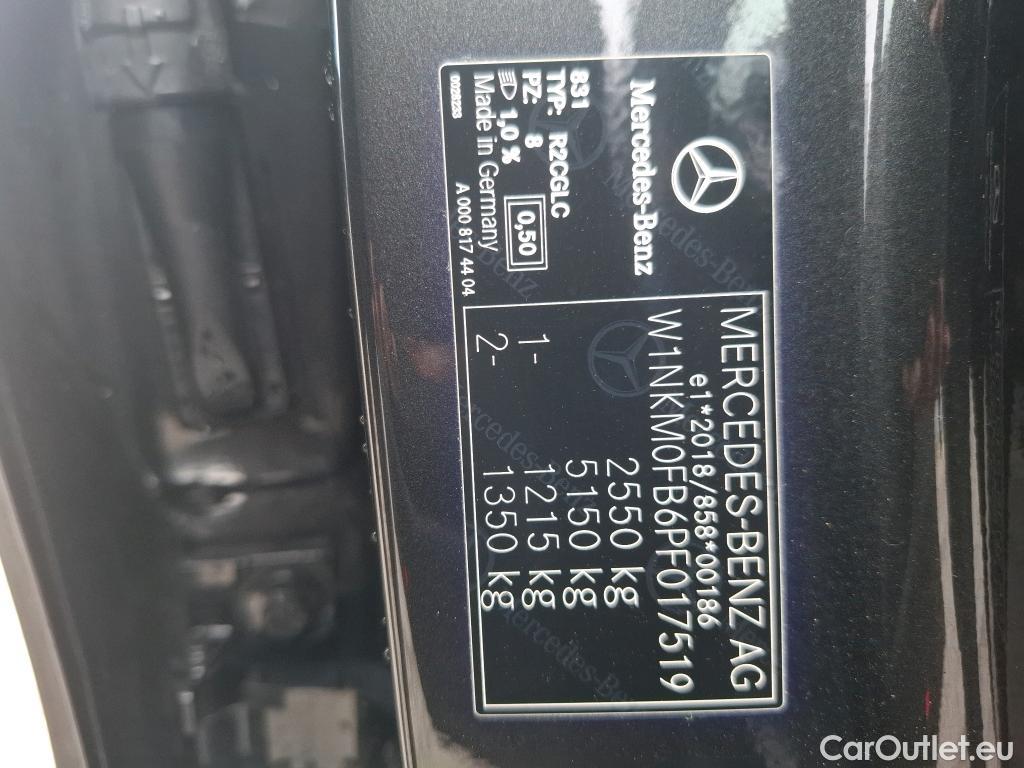 MERCEDES-BENZ AG
e1*2018/858*00186
W1NKM0FB6PF017519
2550 kg
5150 kg
1- 1215 kg
2- 1350 kg
Mercedes-Benz
831
TYP: R2CGLC
PZ: 8 0,50
1,0 %
Made in Germany
A 000 817 44 04
CarOutlet.eu